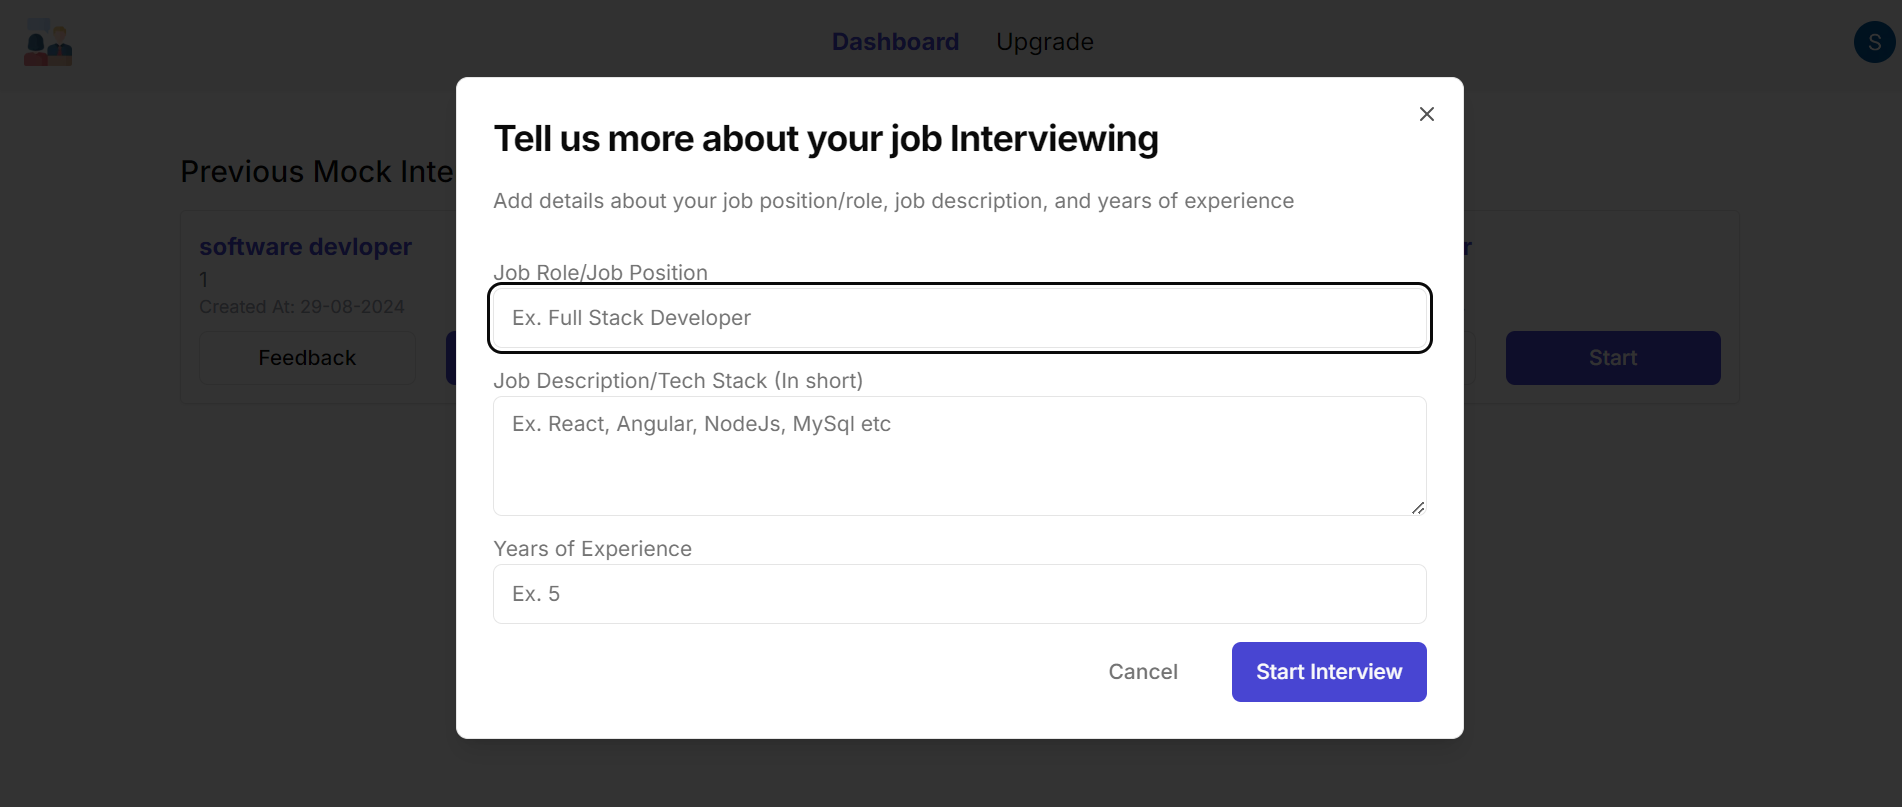 Dashboard Upgrade
S
Tell us more about your job Interviewing
Add details about your job position/role, job description, and years of experience
Previous Mock Inte
software devloper
1
Created At: 29-08-2024
Feedback
r
Start
Job Role/Job Position
Ex. Full Stack Developer
Job Description/Tech Stack (In short)
Ex. React, Angular, NodeJs, MySql etc
Years of Experience
Ex. 5
Cancel
Start Interview